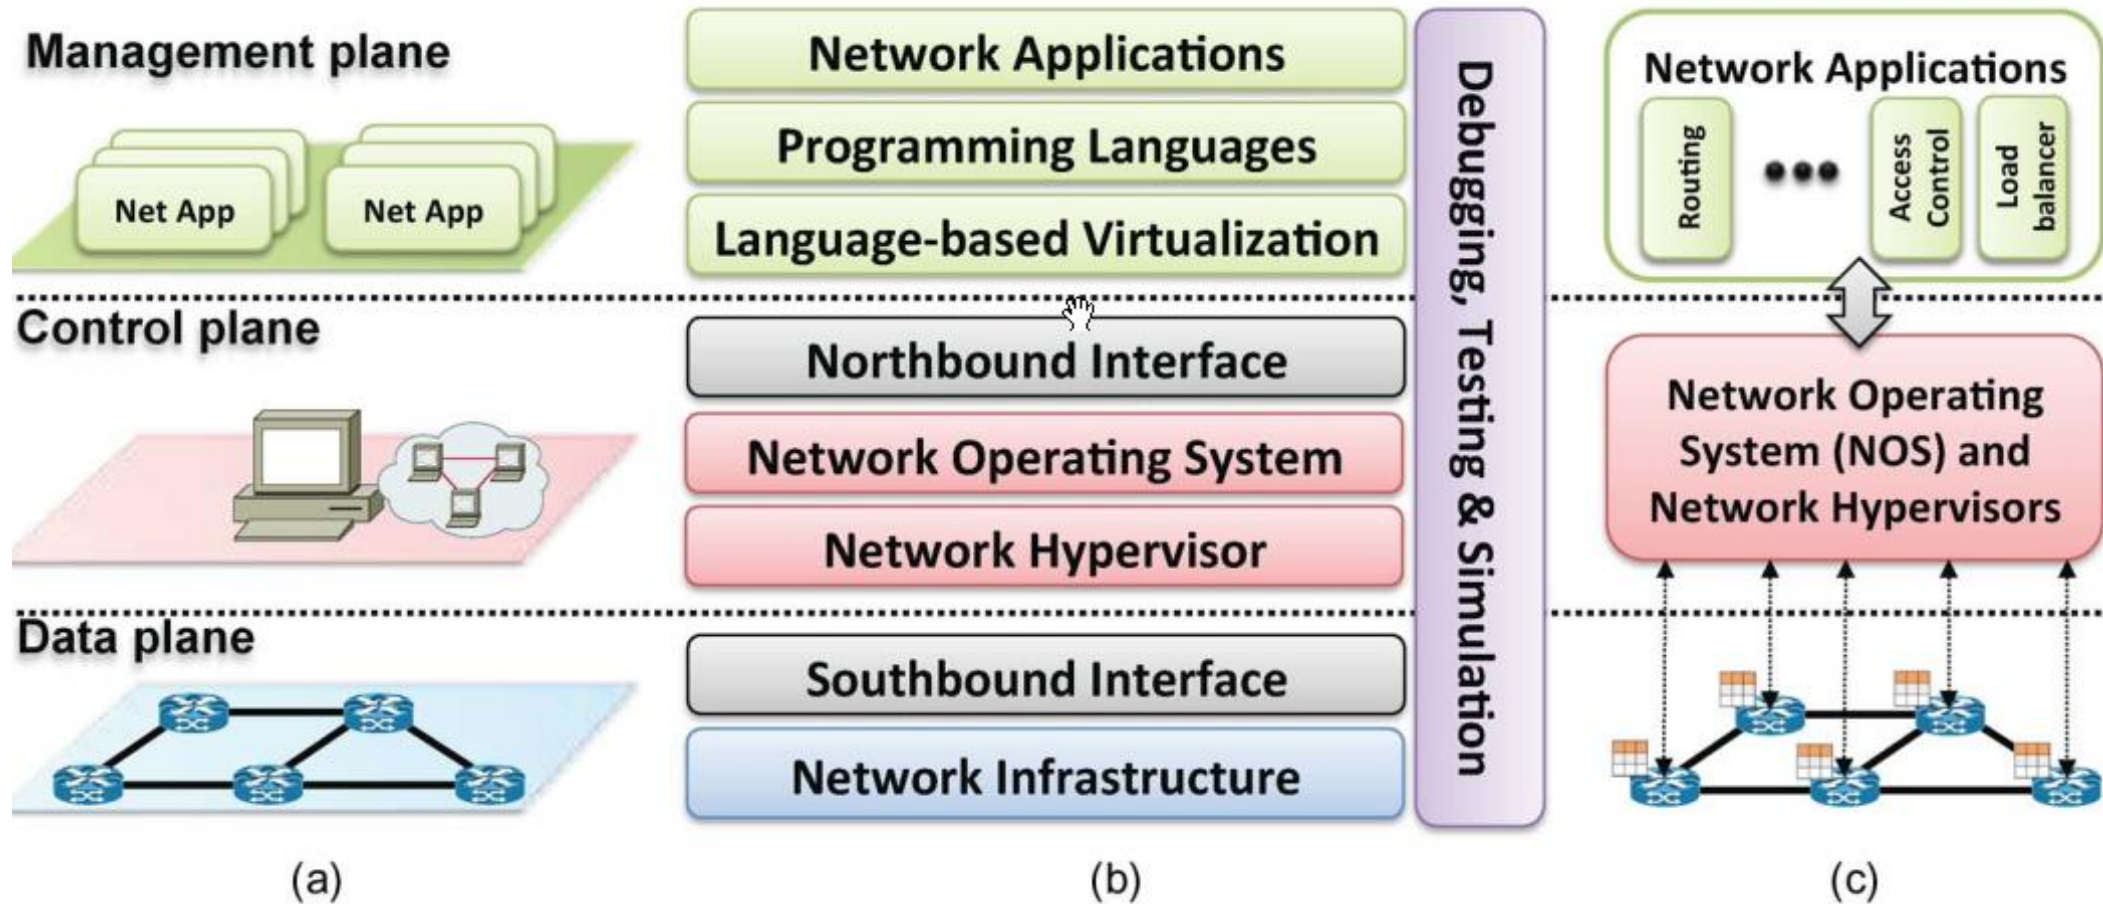 Management plane
Net App
Net App
Control plane
Data plane
(a)
Network Applications
Programming Languages
Language-based Virtualization
Northbound Interface
Network Operating System
Network Hypervisor
Southbound Interface
Network Infrastructure
Debugging, Testing & Simulation
(b)
Network Applications
Routing
Access
Control
Load
balancer
Network Operating
System (NOS) and
Network Hypervisors
(c)